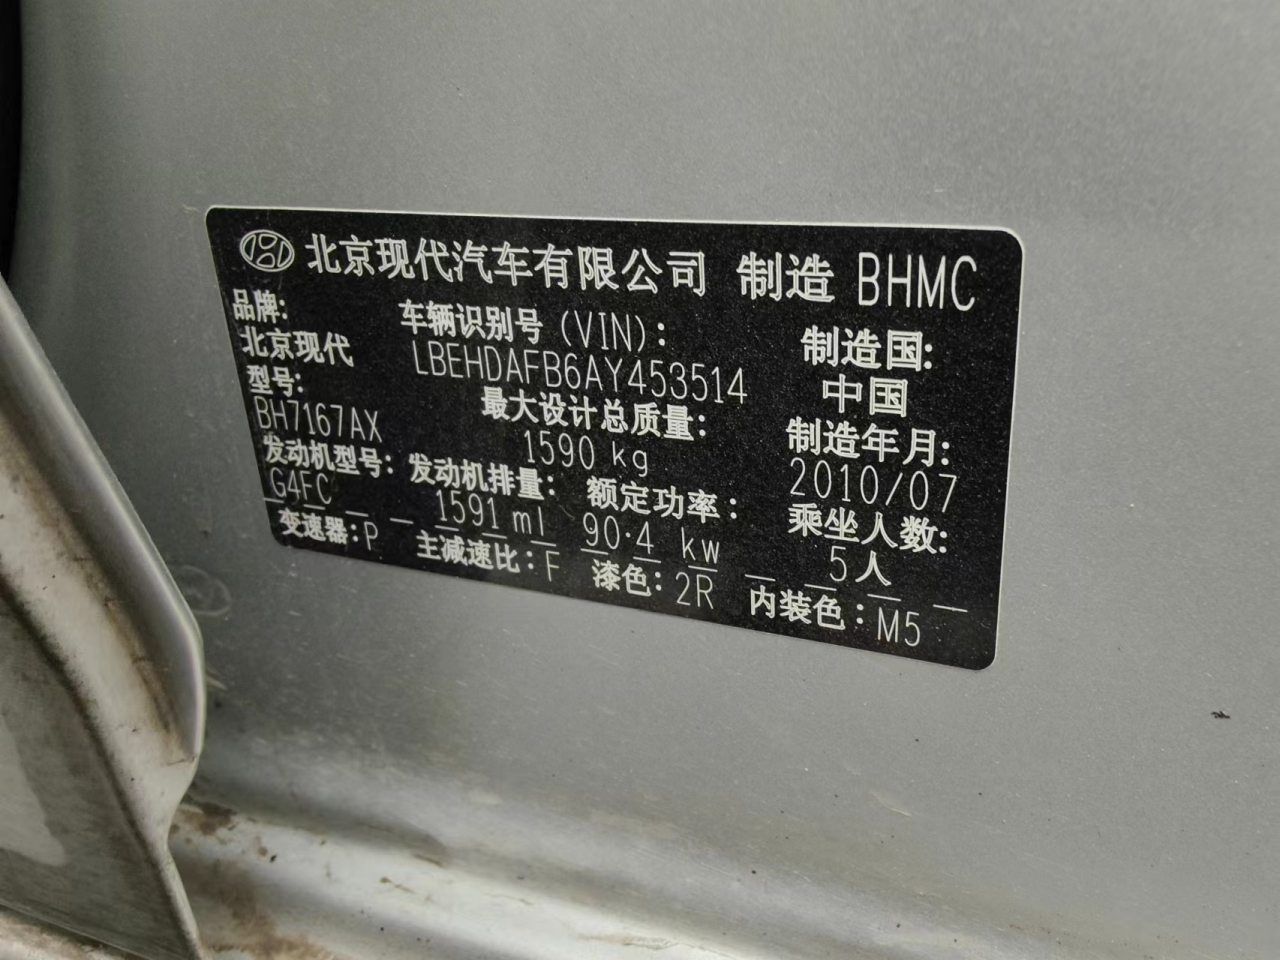 北京现代汽车有限公司 制造 BHMC
品牌: 车辆识别号 (VIN): 制造国:
北京现代 LBEHDAFB6AY453514 中国
型号: 最大设计总质量: 制造年月:
BH7167AX 1590 kg 2010/07
发动机型号: 发动机排量: 额定功率: 乘坐人数:
G4FC 1591 ml 90.4 kw 5人
变速器:P 主减速比:F 漆色:2R 内装色:M5